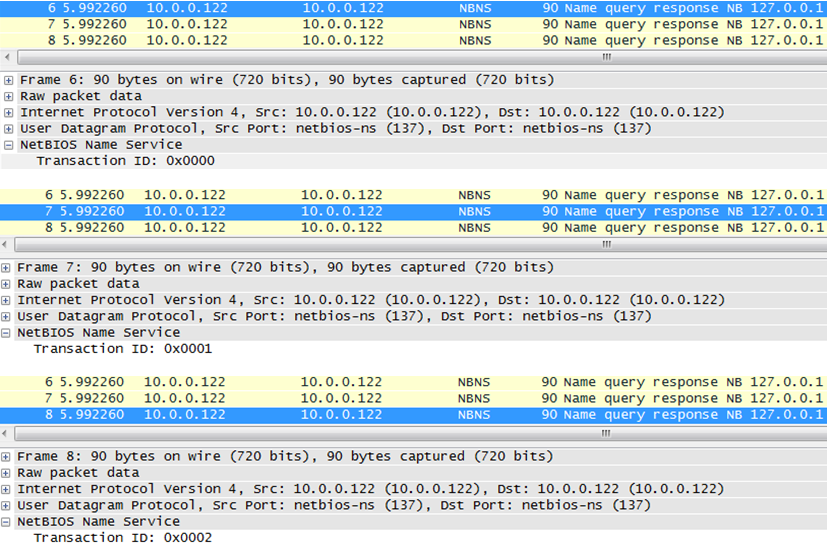 6 5.992260 10.0.0.122 10.0.0.122 NBNS 90 Name query response NB 127.0.0.1
7 5.992260 10.0.0.122 10.0.0.122 NBNS 90 Name query response NB 127.0.0.1
8 5.992260 10.0.0.122 10.0.0.122 NBNS 90 Name query response NB 127.0.0.1
Frame 6: 90 bytes on wire (720 bits), 90 bytes captured (720 bits)
Raw packet data
Internet Protocol Version 4, Src: 10.0.0.122 (10.0.0.122), Dst: 10.0.0.122 (10.0.0.122)
User Datagram Protocol, Src Port: netbios-ns (137), Dst Port: netbios-ns (137)
NetBIOS Name Service
Transaction ID: 0x0000
6 5.992260 10.0.0.122 10.0.0.122 NBNS 90 Name query response NB 127.0.0.1
7 5.992260 10.0.0.122 10.0.0.122 NBNS 90 Name query response NB 127.0.0.1
8 5.992260 10.0.0.122 10.0.0.122 NBNS 90 Name query response NB 127.0.0.1
Frame 7: 90 bytes on wire (720 bits), 90 bytes captured (720 bits)
Raw packet data
Internet Protocol Version 4, Src: 10.0.0.122 (10.0.0.122), Dst: 10.0.0.122 (10.0.0.122)
User Datagram Protocol, Src Port: netbios-ns (137), Dst Port: netbios-ns (137)
NetBIOS Name Service
Transaction ID: 0x0001
6 5.992260 10.0.0.122 10.0.0.122 NBNS 90 Name query response NB 127.0.0.1
7 5.992260 10.0.0.122 10.0.0.122 NBNS 90 Name query response NB 127.0.0.1
8 5.992260 10.0.0.122 10.0.0.122 NBNS 90 Name query response NB 127.0.0.1
Frame 8: 90 bytes on wire (720 bits), 90 bytes captured (720 bits)
Raw packet data
Internet Protocol Version 4, Src: 10.0.0.122 (10.0.0.122), Dst: 10.0.0.122 (10.0.0.122)
User Datagram Protocol, Src Port: netbios-ns (137), Dst Port: netbios-ns (137)
NetBIOS Name Service
Transaction ID: 0x0002